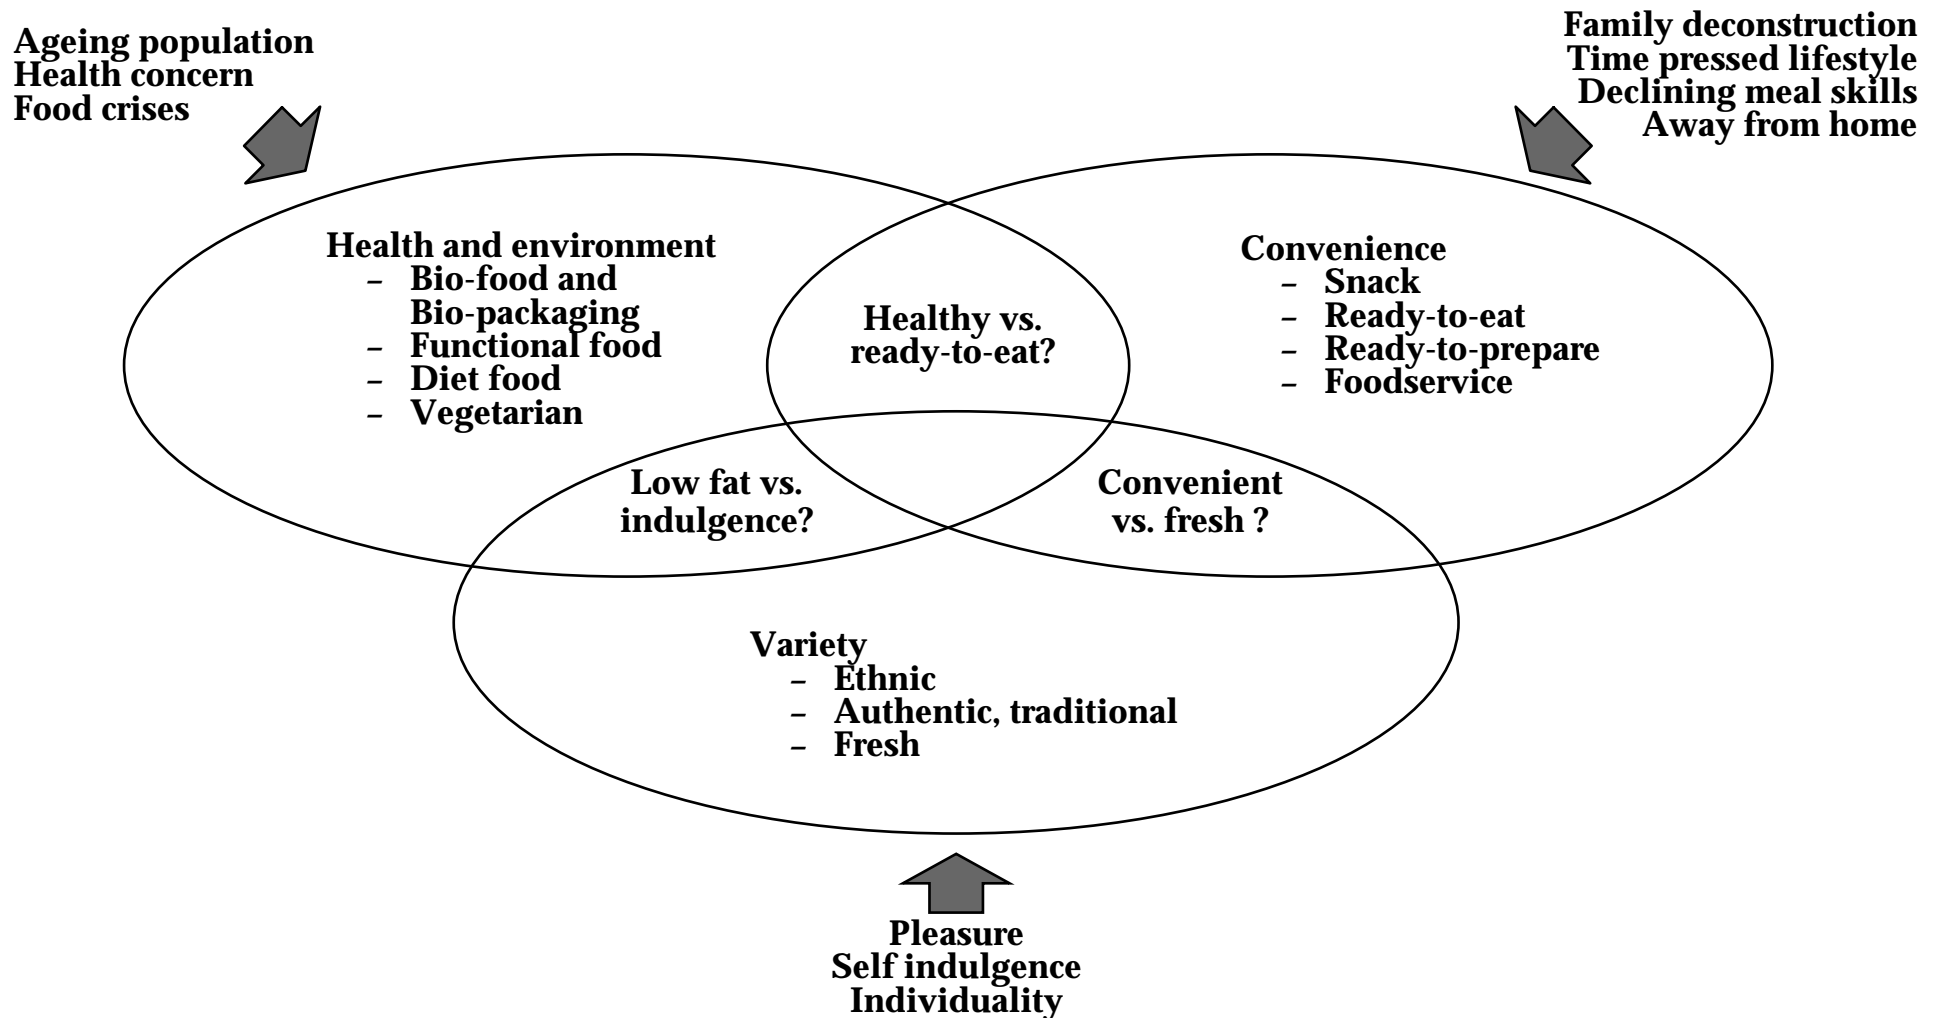 Ageing population
Health concern
Food crises
Family deconstruction
Time pressed lifestyle
Declining meal skills
Away from home
Health and environment
– Bio-food and
Bio-packaging
– Functional food
– Diet food
– Vegetarian
Healthy vs.
ready-to-eat?
Convenience
– Snack
– Ready-to-eat
– Ready-to-prepare
– Foodservice
Low fat vs.
indulgence?
Convenient
vs. fresh ?
Variety
– Ethnic
– Authentic, traditional
– Fresh
Pleasure
Self indulgence
Individuality